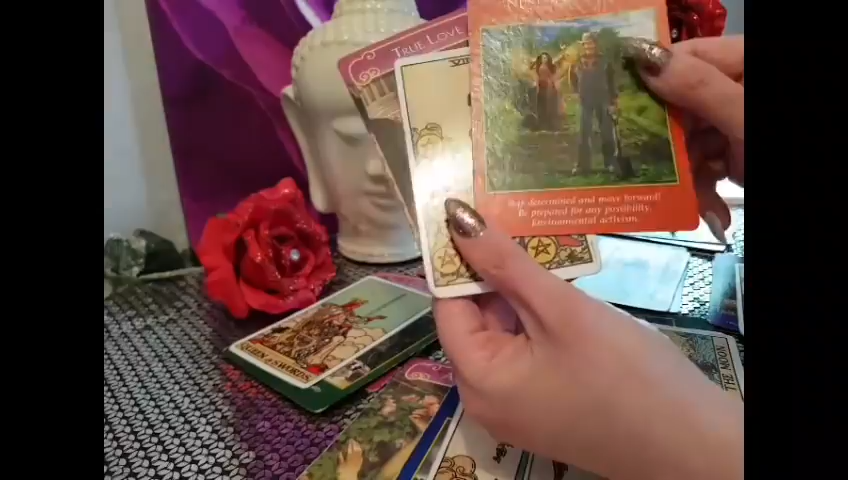 TRUE LOVE
VII
Stay determined and move forward!
Be prepared for any possibility.
Environmental activism.
QUEEN of SWORDS.
THE MOON